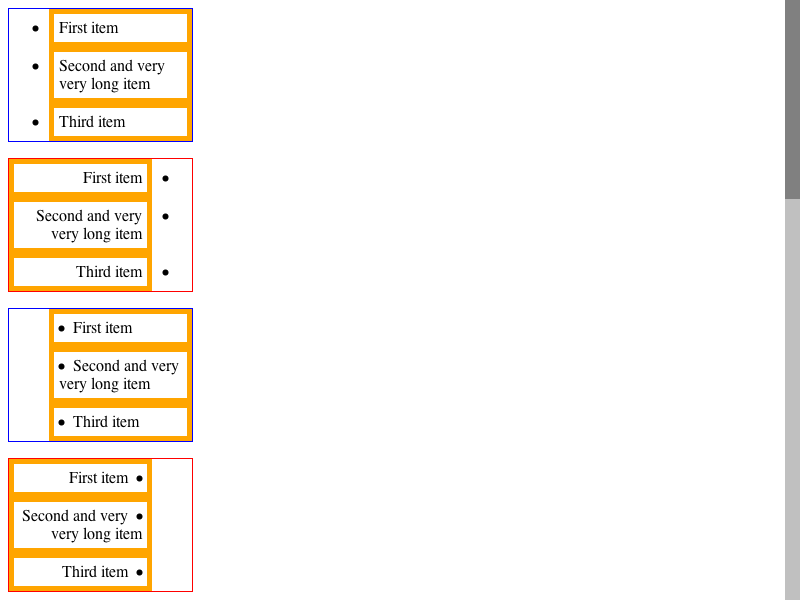 • First item
• Second and very
very long item
• Third item
First item •
Second and very •
very long item
Third item •
• First item
• Second and very
very long item
• Third item
First item •
Second and very •
very long item
Third item •